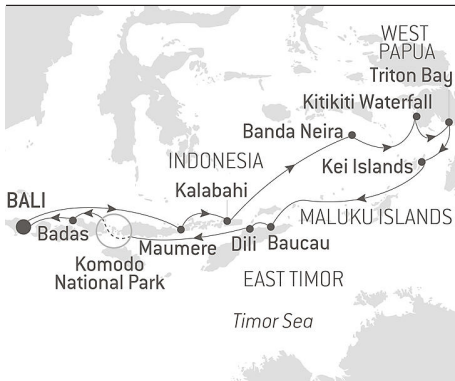 WEST
PAPUA
Triton Bay
Kitikiti Waterfall
Banda Neira
INDONESIA
Kei Islands
Kalabahi
BALI
MALUKU ISLANDS
Badas
Maumere
Dili
Baucau
Komodo
National Park
EAST TIMOR
Timor Sea